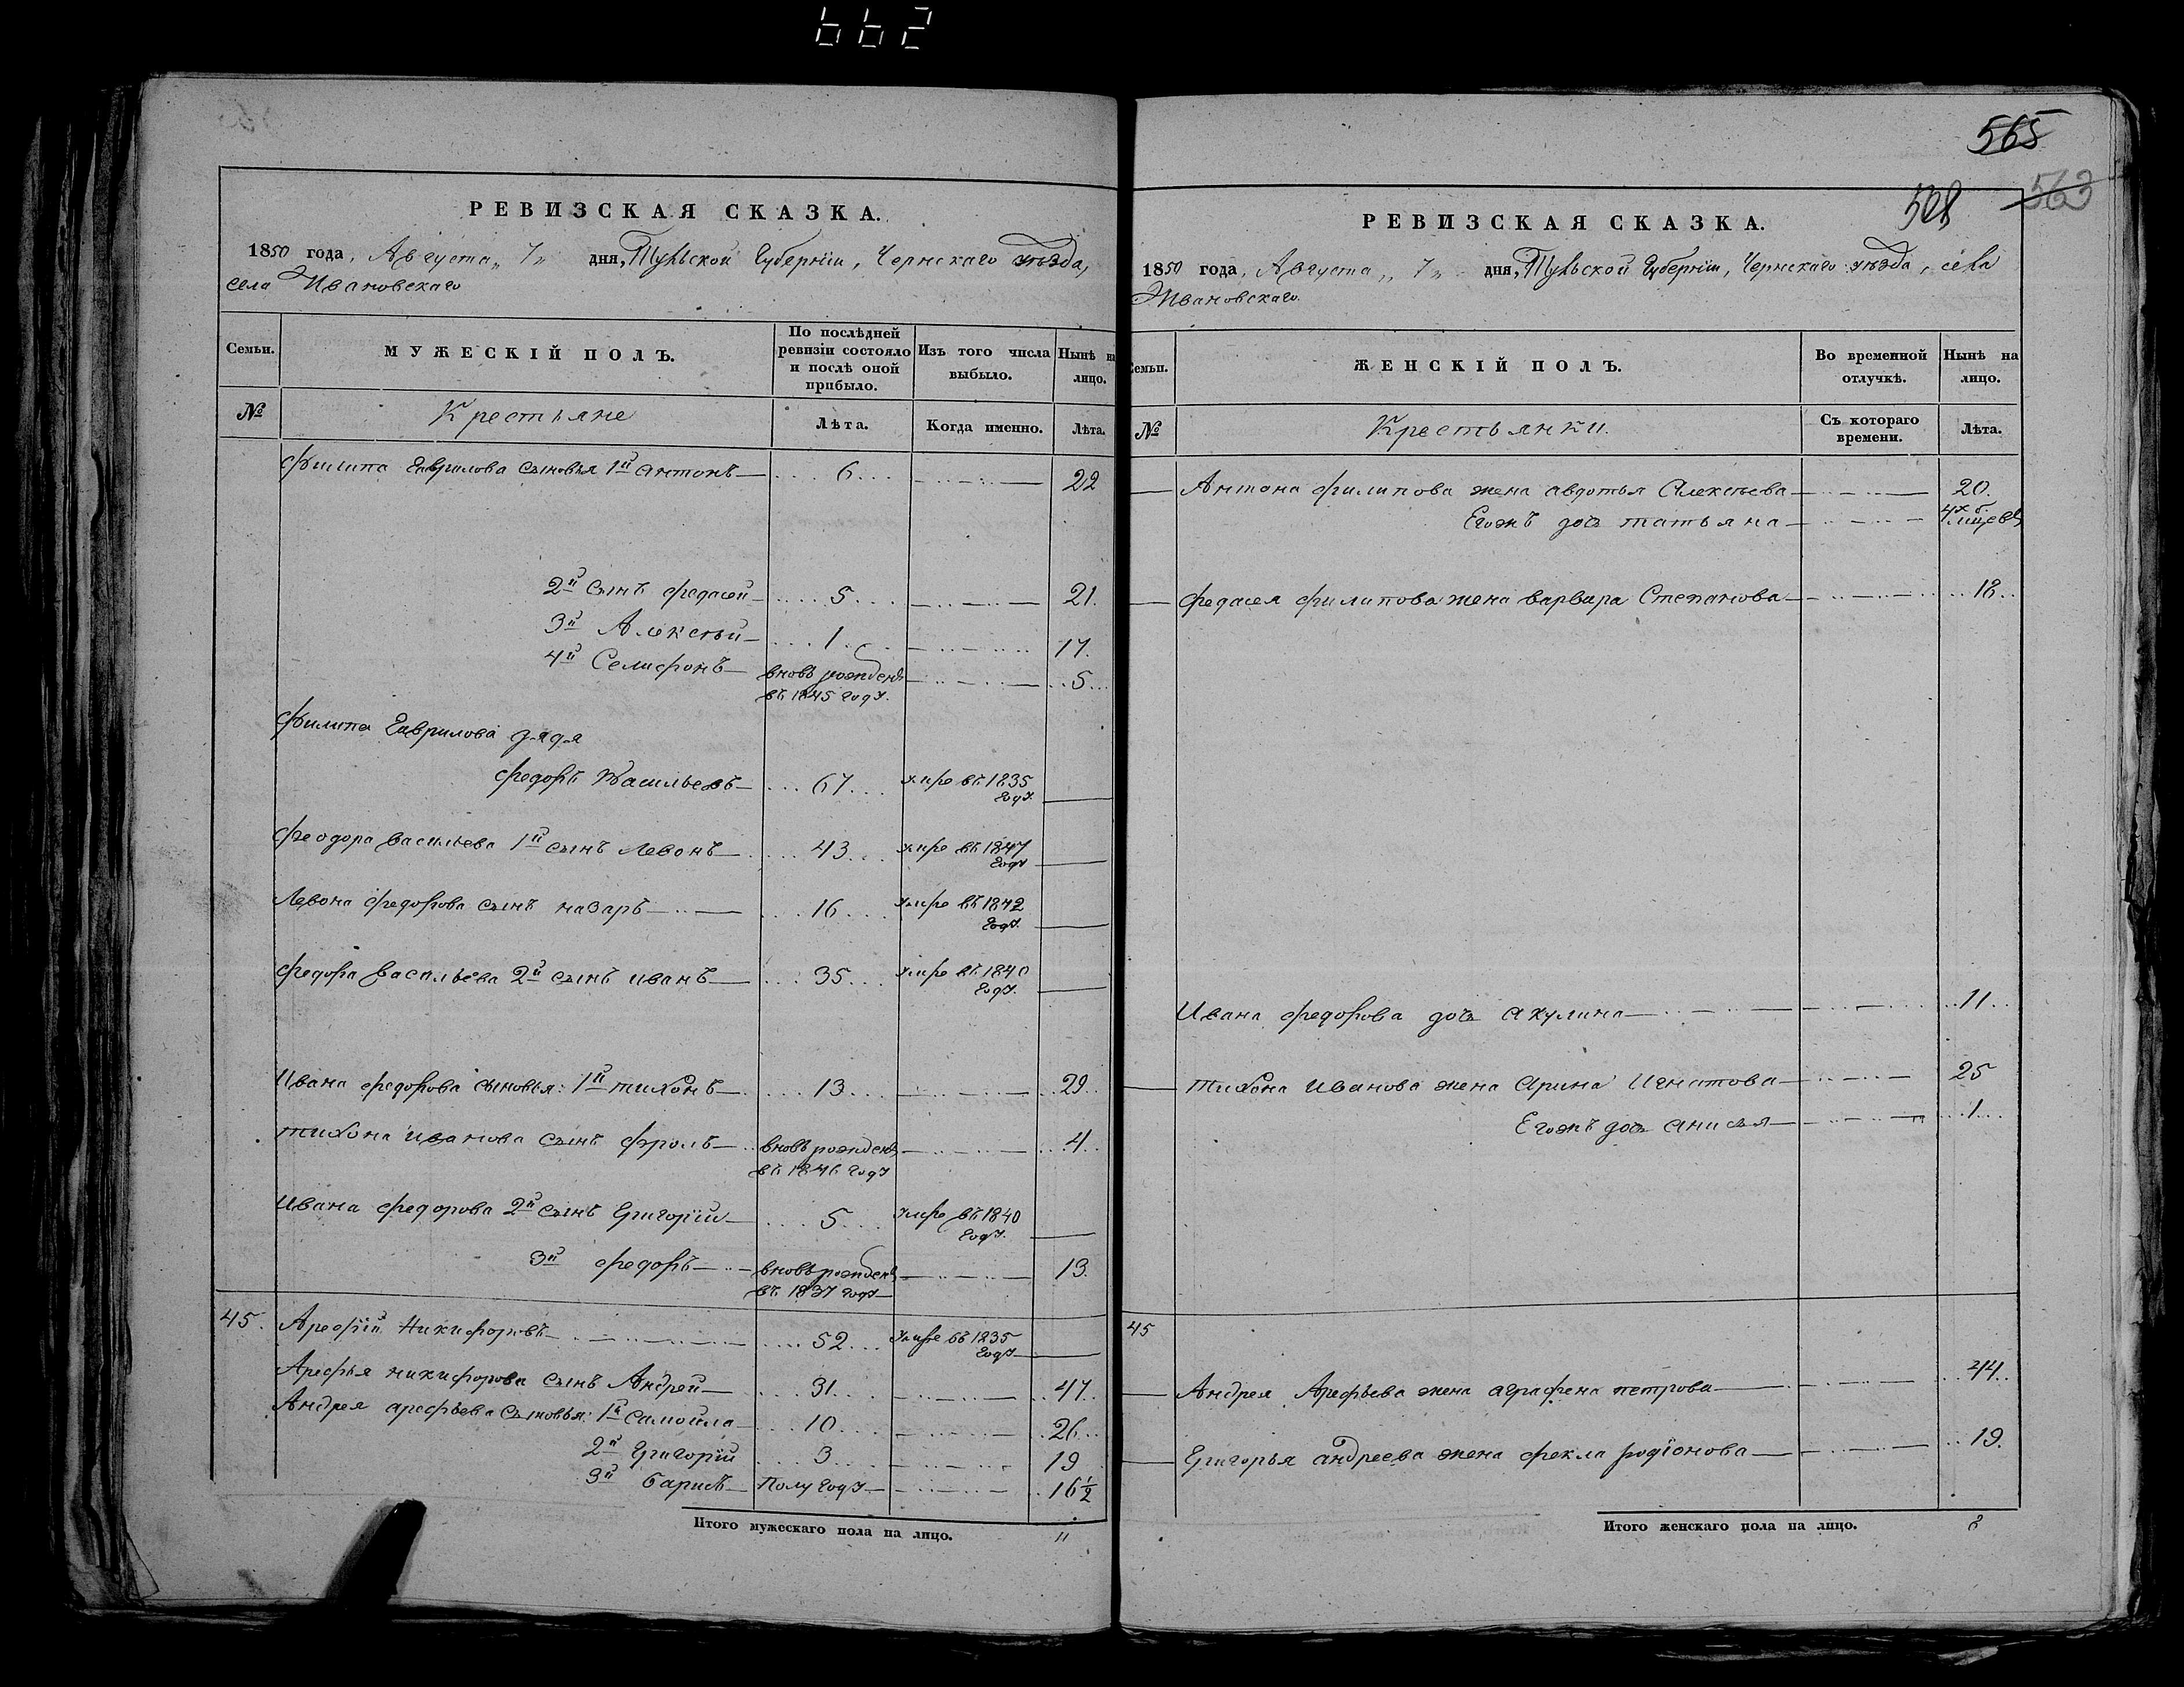 662
РЕВИЗСКАЯ СКАЗКА.
1850 года, Августа „ 7 „ дня, Тульской Губерніи, Чернскаго уѣзда,
села Ивановскаго
Семьи. МУЖЕСКІЙ ПОЛЪ. По послѣдней ревизіи состояло и послѣ оной прибыло. Изъ того числа выбыло. Нынѣ на лицо.
№ Крестьяне Лѣта. Когда именно. Лѣта.
Филипа Гаврилова сыновья 1й Антонъ 6 22
2й сынъ Федасей 5 21.
3й Алексѣй 1 17.
4й Селифонъ вновь рожденъ 5
въ 1845 году.
Филипа Гаврилова дядя
Федоръ Васильевъ 67 умре въ 1835
году.
Феодора Васильева 1й сынъ Левонъ 43 умре въ 1847
году
Левона Федорова сынъ Назаръ 16 умре въ 1842
году.
Федора Васильева 2й сынъ Иванъ 35 умре въ 1840
году.
Ивана Федорова сыновья: 1й Тихонъ 13 29
Тихона Иванова сынъ Фролъ вновь рожденъ 4
въ 1846 году
Ивана Федорова 2й сынъ Григорій 5 умре въ 1840
году.
3й Федоръ вновь рожденъ 13.
въ 1837 году
45. Арефій Никифоровъ 52 умре въ 1835
году
Арефья Никифорова сынъ Андрей 31 47
Андрея Арефьева сыновья: 1й Самойла 10 26
2й Григорій 3 19
3й Барисъ Полу году 16½
Итого мужескаго пола на лицо. 11
565
563
508
РЕВИЗСКАЯ СКАЗКА.
1850 года, Августа „ 7 „ дня, Тульской Губерніи, Чернскаго уѣзда, села
Ивановскаго.
Семьи. ЖЕНСКІЙ ПОЛЪ. Во временной отлучкѣ. Нынѣ на лицо.
№ Крестьянки. Съ котораго времени. Лѣта.
Антона Филипова жена Авдотья Алексѣева 20.
Егожъ дочь Татьяна
Федасея Филипова жена Варвара Степанова 18
Ивана Федорова дочь Акулина 11
Тихона Иванова жена Арина Игнатова 25
Егожъ дочь Анисья 1
45
Андрея Арефьева жена Аграфена Петрова 44
Григорья Андреева жена Фекла Родіонова 19.
Итого женскаго пола на лицо. 8